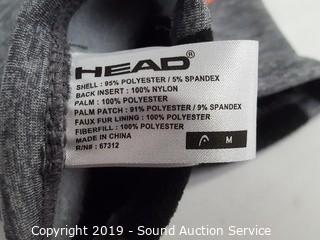 HEAD®
SHELL: 95% POLYESTER / 5% SPANDEX
BACK INSERT: 100% NYLON
PALM: 100% POLYESTER
PALM PATCH: 91% POLYESTER / 9% SPANDEX
FAUX FUR LINING: 100% POLYESTER
FIBERFILL: 100% POLYESTER
MADE IN CHINA
R/N#: 67312
M
Copyright 2019 - Sound Auction Service